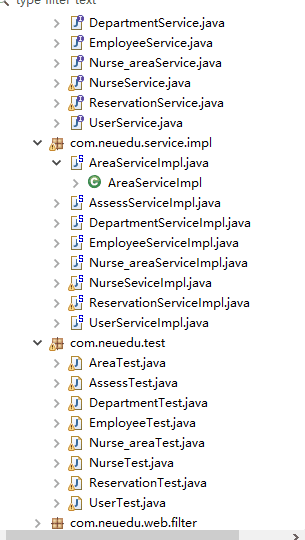 type filter text
DepartmentService.java
EmployeeService.java
Nurse_areaService.java
NurseService.java
ReservationService.java
UserService.java
com.neuedu.service.impl
AreaServiceImpl.java
AreaServiceImpl
AssessServiceImpl.java
DepartmentServiceImpl.java
EmployeeServiceImpl.java
Nurse_areaServiceImpl.java
NurseSeviceImpl.java
ReservationServiceImpl.java
UserServiceImpl.java
com.neuedu.test
AreaTest.java
AssessTest.java
DepartmentTest.java
EmployeeTest.java
Nurse_areaTest.java
NurseTest.java
ReservationTest.java
UserTest.java
com.neuedu.web.filter